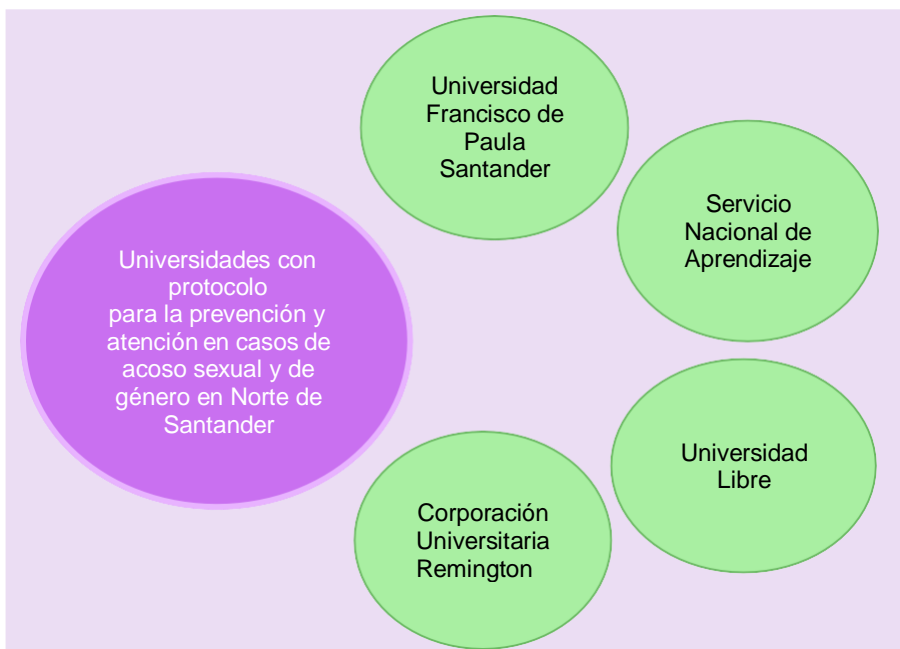 Universidad
Francisco de
Paula
Santander
Servicio
Nacional de
Aprendizaje
Universidades con
protocolo
para la prevención y
atención en casos de
acoso sexual y de
género en Norte de
Santander
Universidad
Libre
Corporación
Universitaria
Remington